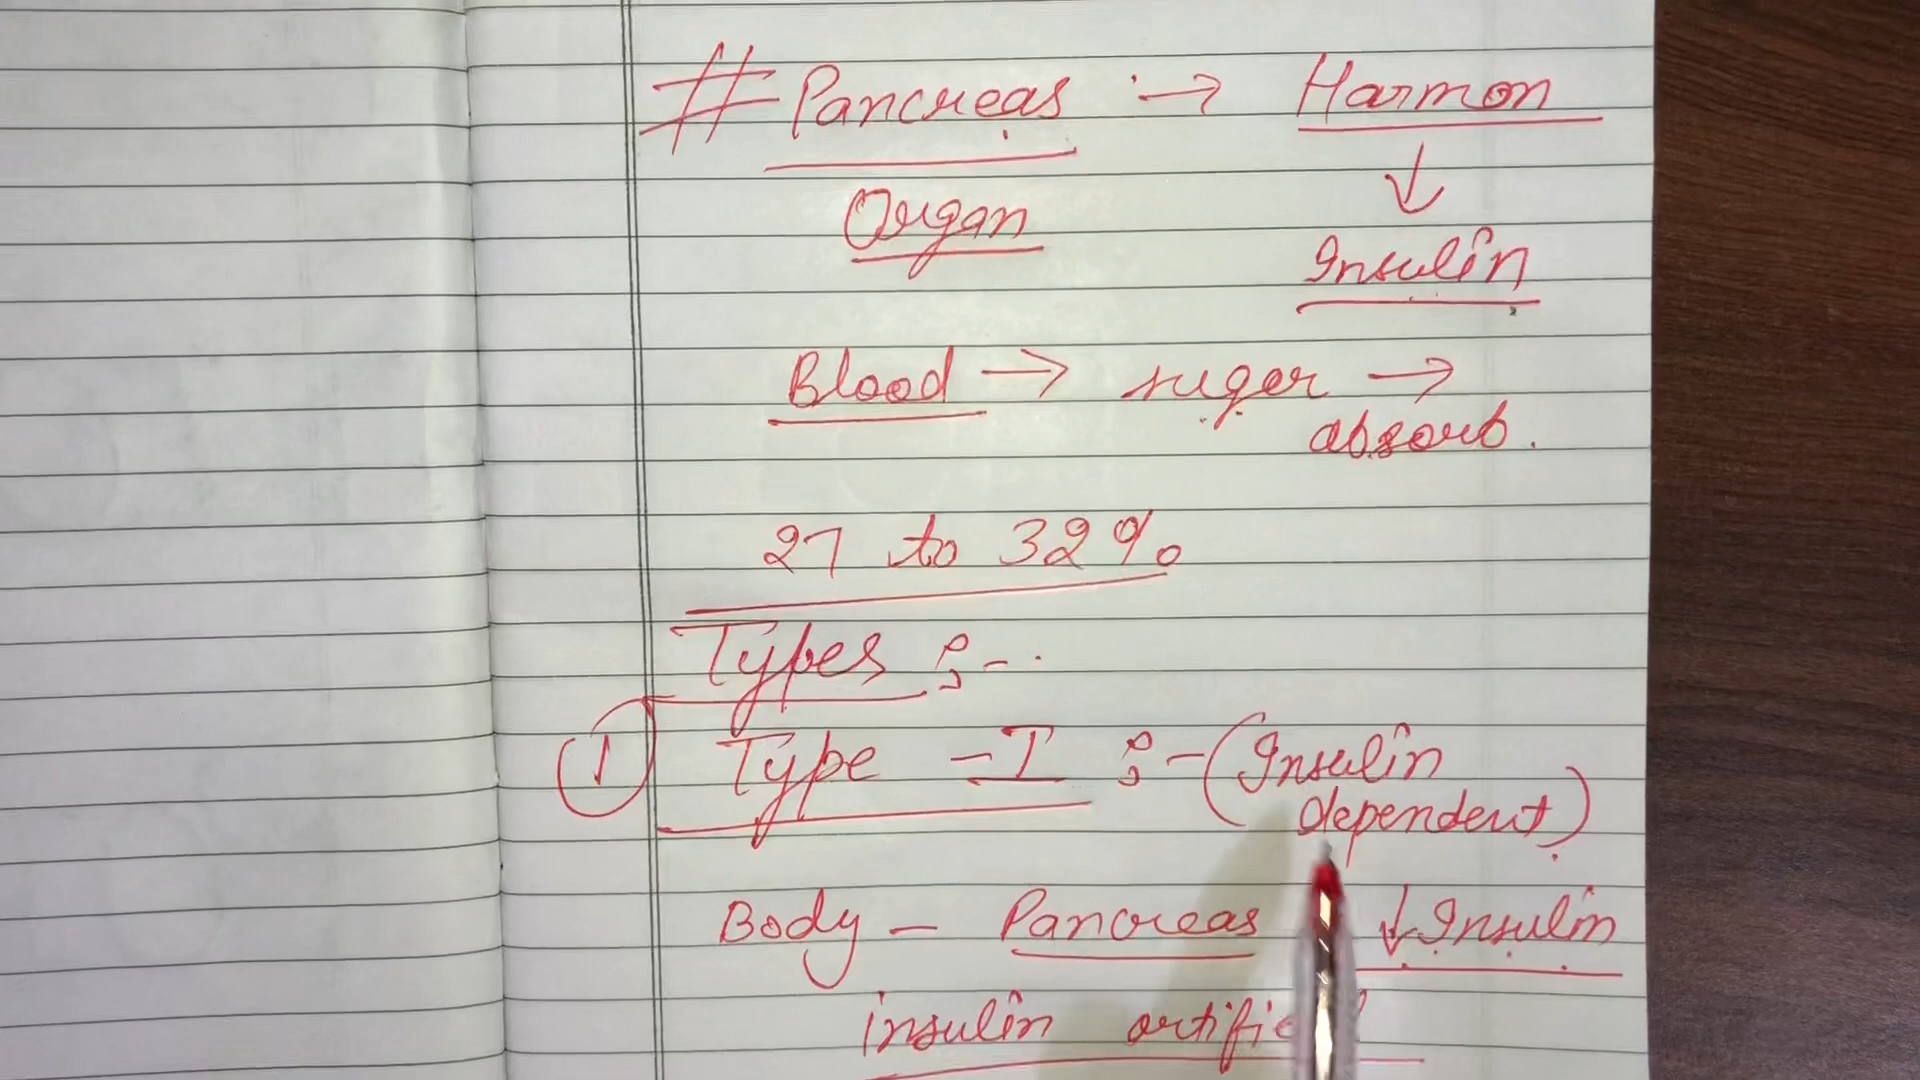 # Pancreas → Harmon
Organ ↓
Insulin
Blood → suger →
absorb.
27 to 32%
Types :-
① Type - I :- (Insulin
dependent)
Body - Pancreas ↓ Insulin
insulin